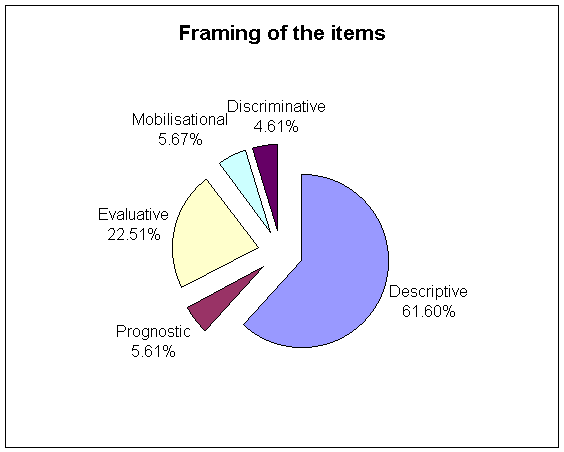 Framing of the items
Discriminative
4.61%
Mobilisational
5.67%
Evaluative
22.51%
Descriptive
61.60%
Prognostic
5.61%